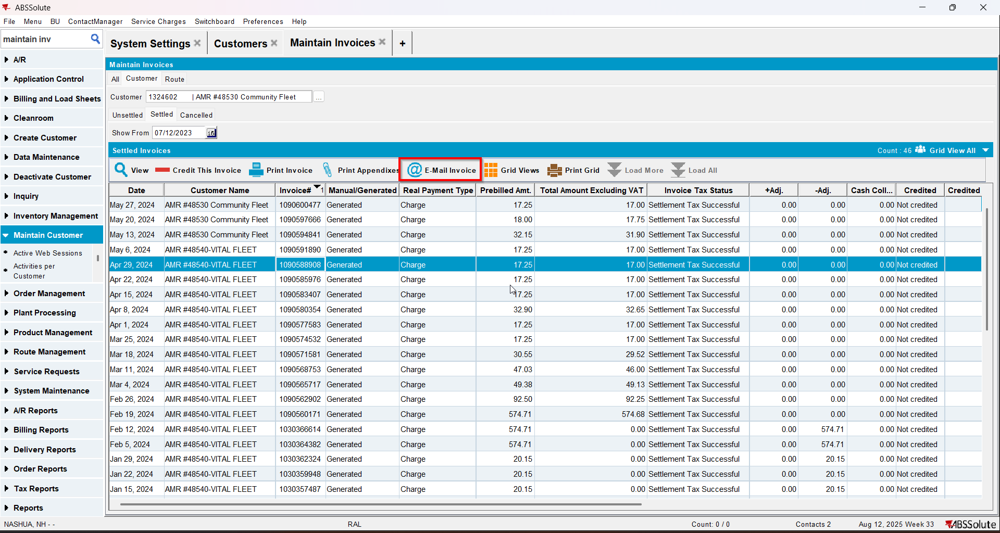 ABSSolute
File Menu BU ContactManager Service Charges Switchboard Preferences Help
maintain inv
System Settings Customers Maintain Invoices +
A/R
Application Control
Billing and Load Sheets
Cleanroom
Create Customer
Data Maintenance
Deactivate Customer
Inquiry
Inventory Management
Maintain Customer
Active Web Sessions
Activities per
Customer
Order Management
Plant Processing
Product Management
Route Management
Service Requests
System Maintenance
A/R Reports
Billing Reports
Delivery Reports
Order Reports
Tax Reports
Reports
Maintain Invoices
All Customer Route
Customer 1324602 | AMR #48530 Community Fleet ...
Unsettled Settled Cancelled
Show From 07/12/2023
Settled Invoices Count : 46 Grid View All
View Credit This Invoice Print Invoice Print Appendixes E-Mail Invoice Grid Views Print Grid Load More Load All
Date Customer Name Invoice# 1 Manual/Generated Real Payment Type Prebilled Amt. Total Amount Excluding VAT Invoice Tax Status +Adj. -Adj. Cash Coll... Credited Credited
May 27, 2024 AMR #48530 Community Fleet 1090600477 Generated Charge 17.25 17.00 Settlement Tax Successful 0.00 0.00 0.00 Not credited
May 20, 2024 AMR #48530 Community Fleet 1090597666 Generated Charge 18.00 17.75 Settlement Tax Successful 0.00 0.00 0.00 Not credited
May 13, 2024 AMR #48530 Community Fleet 1090594841 Generated Charge 32.15 31.90 Settlement Tax Successful 0.00 0.00 0.00 Not credited
May 6, 2024 AMR #48540-VITAL FLEET 1090591890 Generated Charge 17.25 17.00 Settlement Tax Successful 0.00 0.00 0.00 Not credited
Apr 29, 2024 AMR #48540-VITAL FLEET 1090588908 Generated Charge 17.25 17.00 Settlement Tax Successful 0.00 0.00 0.00 Not credited
Apr 22, 2024 AMR #48540-VITAL FLEET 1090585976 Generated Charge 17.25 17.00 Settlement Tax Successful 0.00 0.00 0.00 Not credited
Apr 15, 2024 AMR #48540-VITAL FLEET 1090583407 Generated Charge 17.25 17.00 Settlement Tax Successful 0.00 0.00 0.00 Not credited
Apr 8, 2024 AMR #48540-VITAL FLEET 1090580354 Generated Charge 32.90 32.65 Settlement Tax Successful 0.00 0.00 0.00 Not credited
Apr 1, 2024 AMR #48540-VITAL FLEET 1090577583 Generated Charge 17.25 17.00 Settlement Tax Successful 0.00 0.00 0.00 Not credited
Mar 25, 2024 AMR #48540-VITAL FLEET 1090574532 Generated Charge 17.25 17.00 Settlement Tax Successful 0.00 0.00 0.00 Not credited
Mar 18, 2024 AMR #48540-VITAL FLEET 1090571581 Generated Charge 30.55 29.52 Settlement Tax Successful 0.00 0.00 0.00 Not credited
Mar 11, 2024 AMR #48540-VITAL FLEET 1090568753 Generated Charge 47.03 46.00 Settlement Tax Successful 0.00 0.00 0.00 Not credited
Mar 4, 2024 AMR #48540-VITAL FLEET 1090565717 Generated Charge 49.38 49.13 Settlement Tax Successful 0.00 0.00 0.00 Not credited
Feb 26, 2024 AMR #48540-VITAL FLEET 1090562902 Generated Charge 92.50 92.25 Settlement Tax Successful 0.00 0.00 0.00 Not credited
Feb 19, 2024 AMR #48540-VITAL FLEET 1090560171 Generated Charge 574.71 574.68 Settlement Tax Successful 0.00 0.00 0.00 Not credited
Feb 12, 2024 AMR #48540-VITAL FLEET 1030366614 Generated Charge 574.71 0.00 Settlement Tax Successful 0.00 574.71 0.00 Not credited
Feb 5, 2024 AMR #48540-VITAL FLEET 1030364382 Generated Charge 574.71 0.00 Settlement Tax Successful 0.00 574.71 0.00 Not credited
Jan 29, 2024 AMR #48540-VITAL FLEET 1030362324 Generated Charge 20.15 0.00 Settlement Tax Successful 0.00 20.15 0.00 Not credited
Jan 22, 2024 AMR #48540-VITAL FLEET 1030359948 Generated Charge 20.15 0.00 Settlement Tax Successful 0.00 20.15 0.00 Not credited
Jan 15, 2024 AMR #48540-VITAL FLEET 1030357487 Generated Charge 20.15 0.00 Settlement Tax Successful 0.00 20.15 0.00 Not credited
NASHUA, NH - - RAL Count: 0 / 0 Contacts 2 Aug 12, 2025 Week 33 ABSSolute